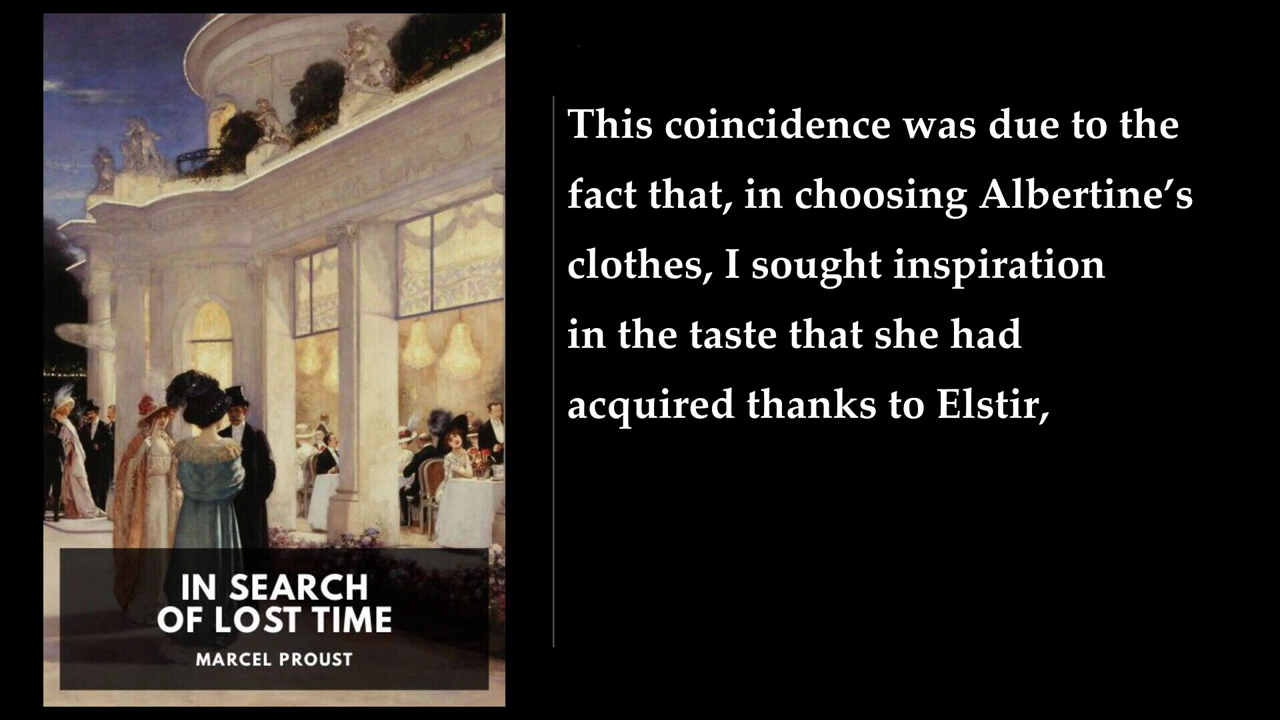 IN SEARCH
OF LOST TIME
MARCEL PROUST
This coincidence was due to the
fact that, in choosing Albertine’s
clothes, I sought inspiration
in the taste that she had
acquired thanks to Elstir,